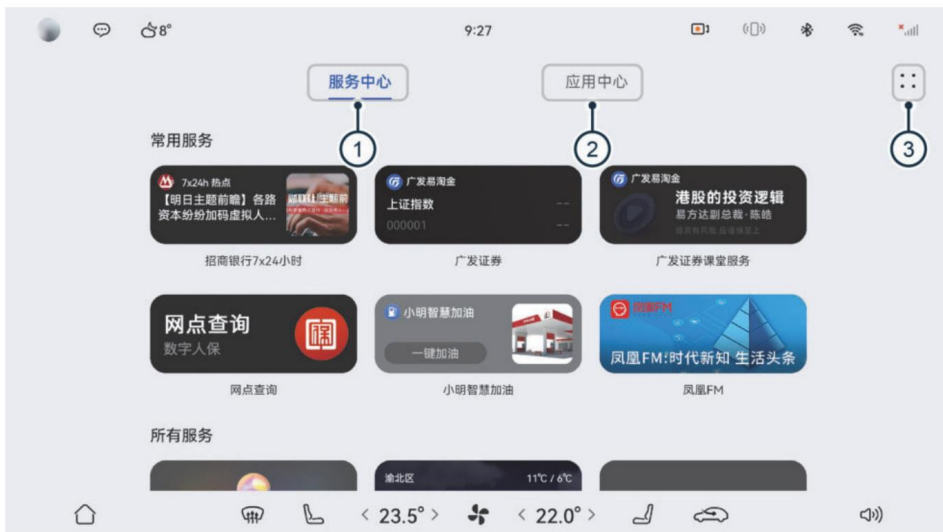 8°
9:27
服务中心
应用中心
1
2
3
常用服务
7x24h 热点
【明日主题前瞻】各路
资本纷纷加码虚拟人...
广发易淘金
上证指数
--
000001
--
广发易淘金
港股的投资逻辑
易方达副总裁·陈皓
招商银行7x24小时
广发证券
广发证券课堂服务
网点查询
数字人保
小明智慧加油
一键加油
凤凰FM
凤凰FM:时代新知 生活头条
网点查询
小明智慧加油
凤凰FM
所有服务
渝北区
11℃ / 6℃
< 23.5° >
< 22.0° >